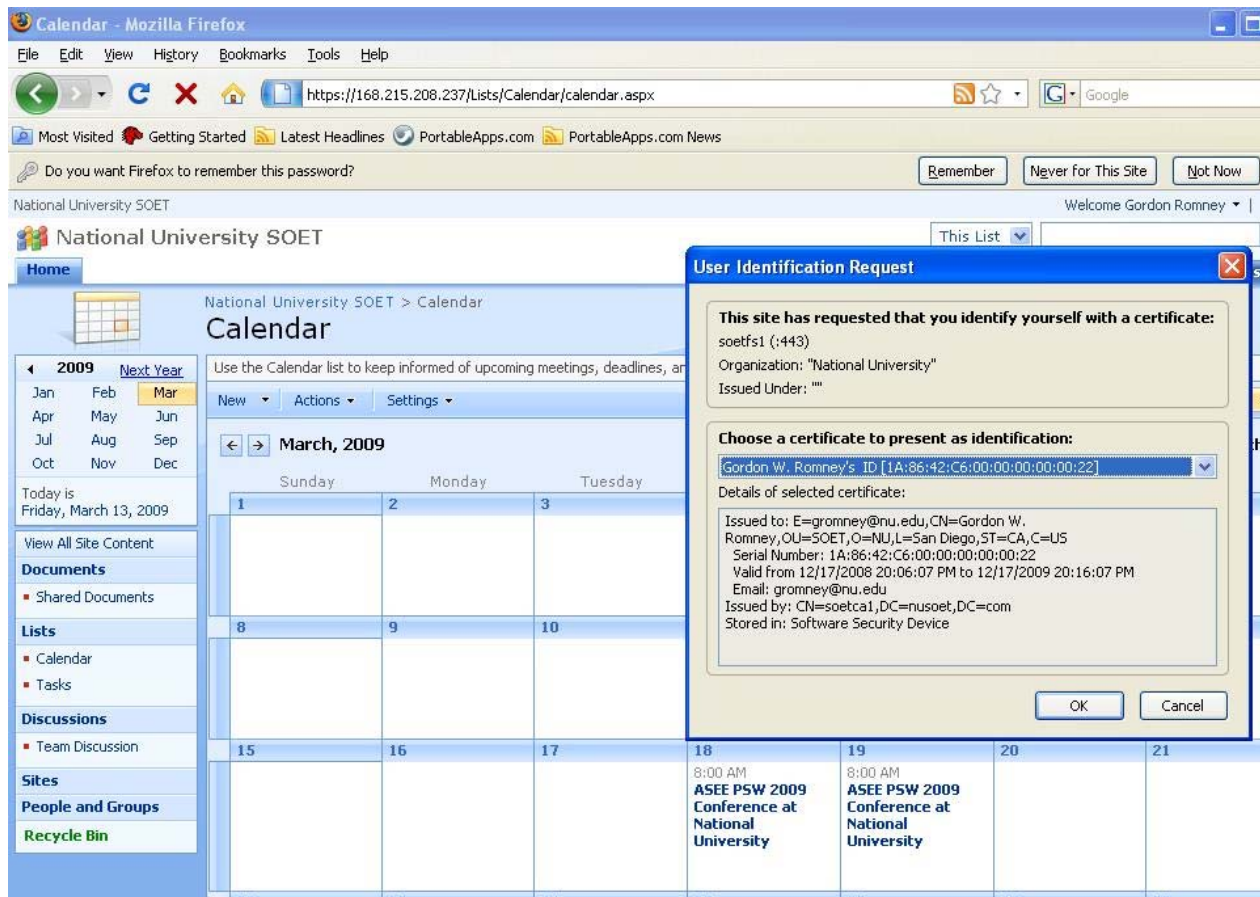 Calendar - Mozilla Firefox
File Edit View History Bookmarks Tools Help
https://168.215.208.237/Lists/Calendar/calendar.aspx
G Google
Most Visited Getting Started Latest Headlines PortableApps.com PortableApps.com News
Do you want Firefox to remember this password?
Remember
Never for This Site
Not Now
National University SOET
Welcome Gordon Romney
National University SOET
This List
Home
National University SOET > Calendar
Calendar
2009 Next Year
Jan Feb Mar
Apr May Jun
Jul Aug Sep
Oct Nov Dec
Today is
Friday, March 13, 2009
View All Site Content
Documents
Shared Documents
Lists
Calendar
Tasks
Discussions
Team Discussion
Sites
People and Groups
Recycle Bin
Use the Calendar list to keep informed of upcoming meetings, deadlines,
New Actions Settings
March, 2009
Sunday Monday Tuesday
1 2 3
8 9 10
15 16 17 18 19 20 21
8:00 AM
ASEE PSW 2009
Conference at
National
University
8:00 AM
ASEE PSW 2009
Conference at
National
University
User Identification Request
This site has requested that you identify yourself with a certificate:
soetfs1 (:443)
Organization: "National University"
Issued Under: ""
Choose a certificate to present as identification:
Gordon W. Romney's ID [1A:86:42:C6:00:00:00:00:00:22]
Details of selected certificate:
Issued to: E=gromney@nu.edu,CN=Gordon W.
Romney,OU=SOET,O=NU,L=San Diego,ST=CA,C=US
Serial Number: 1A:86:42:C6:00:00:00:00:00:22
Valid from 12/17/2008 20:06:07 PM to 12/17/2009 20:16:07 PM
Email: gromney@nu.edu
Issued by: CN=soetca1,DC=nusoet,DC=com
Stored in: Software Security Device
OK
Cancel